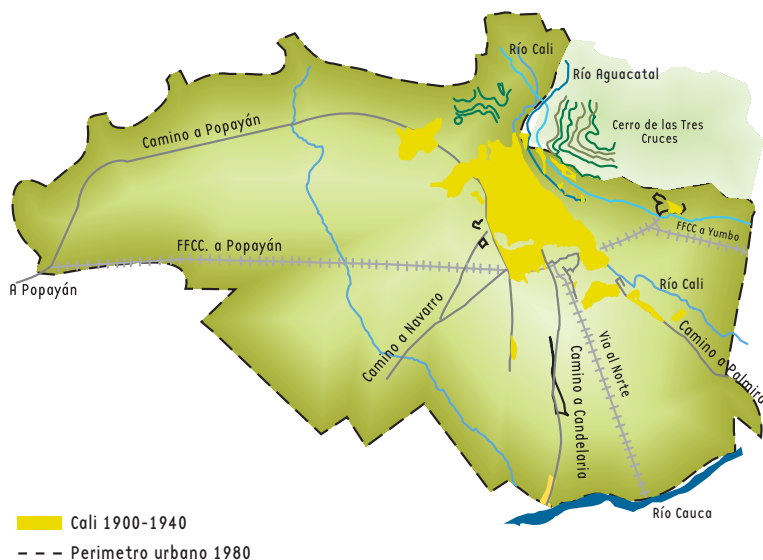 Río Cali
Río Aguacatal
Cerro de las Tres
Cruces
Camino a Popayán
FFCC a Yumbo
FFCC. a Popayán
A Popayán
Río Cali
Camino a Navarro
Vía al Norte
Camino a Palmira
Camino a Candelaria
Río Cauca
Cali 1900-1940
Perimetro urbano 1980